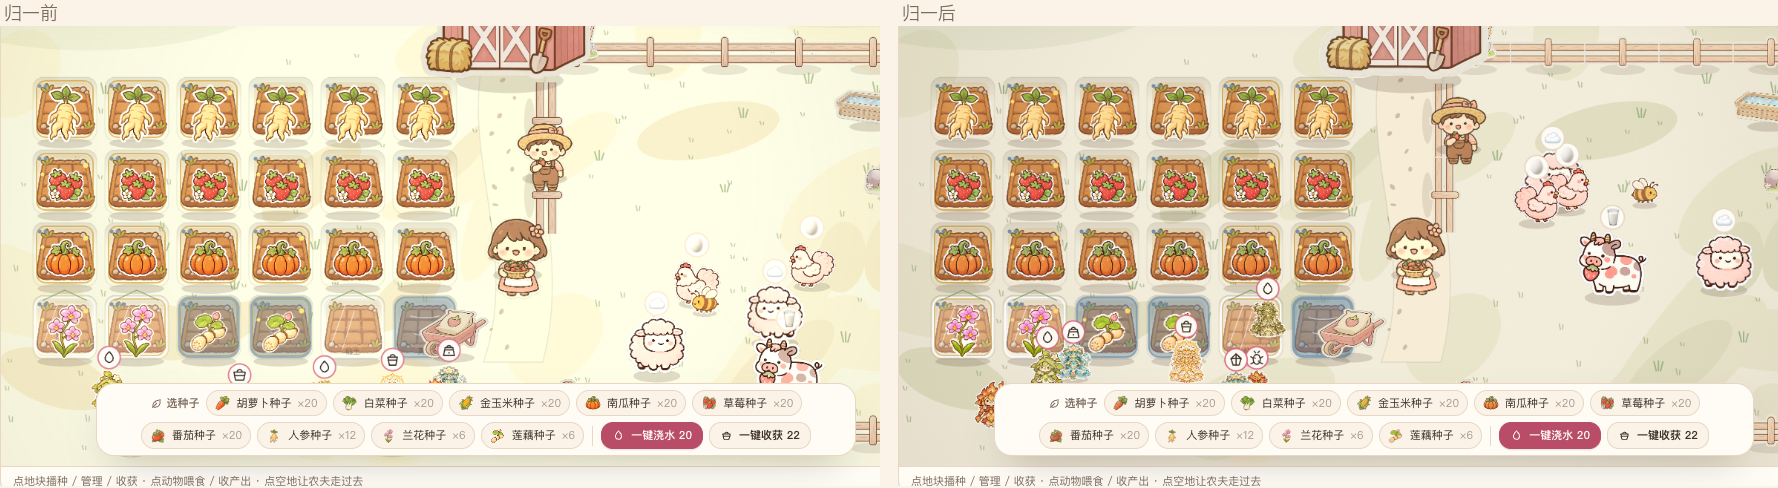 归一前
选种子 胡萝卜种子 ×20 白菜种子 ×20 金玉米种子 ×20 南瓜种子 ×20 草莓种子 ×20
番茄种子 ×20 人参种子 ×12 兰花种子 ×6 莲藕种子 ×6 一键浇水 20 一键收获 22
点地块播种 / 管理 / 收获 · 点动物喂食 / 收产出 · 点空地让农夫走过去
归一后
选种子 胡萝卜种子 ×20 白菜种子 ×20 金玉米种子 ×20 南瓜种子 ×20 草莓种子 ×20
番茄种子 ×20 人参种子 ×12 兰花种子 ×6 莲藕种子 ×6 一键浇水 20 一键收获 22
点地块播种 / 管理 / 收获 · 点动物喂食 / 收产出 · 点空地让农夫走过去